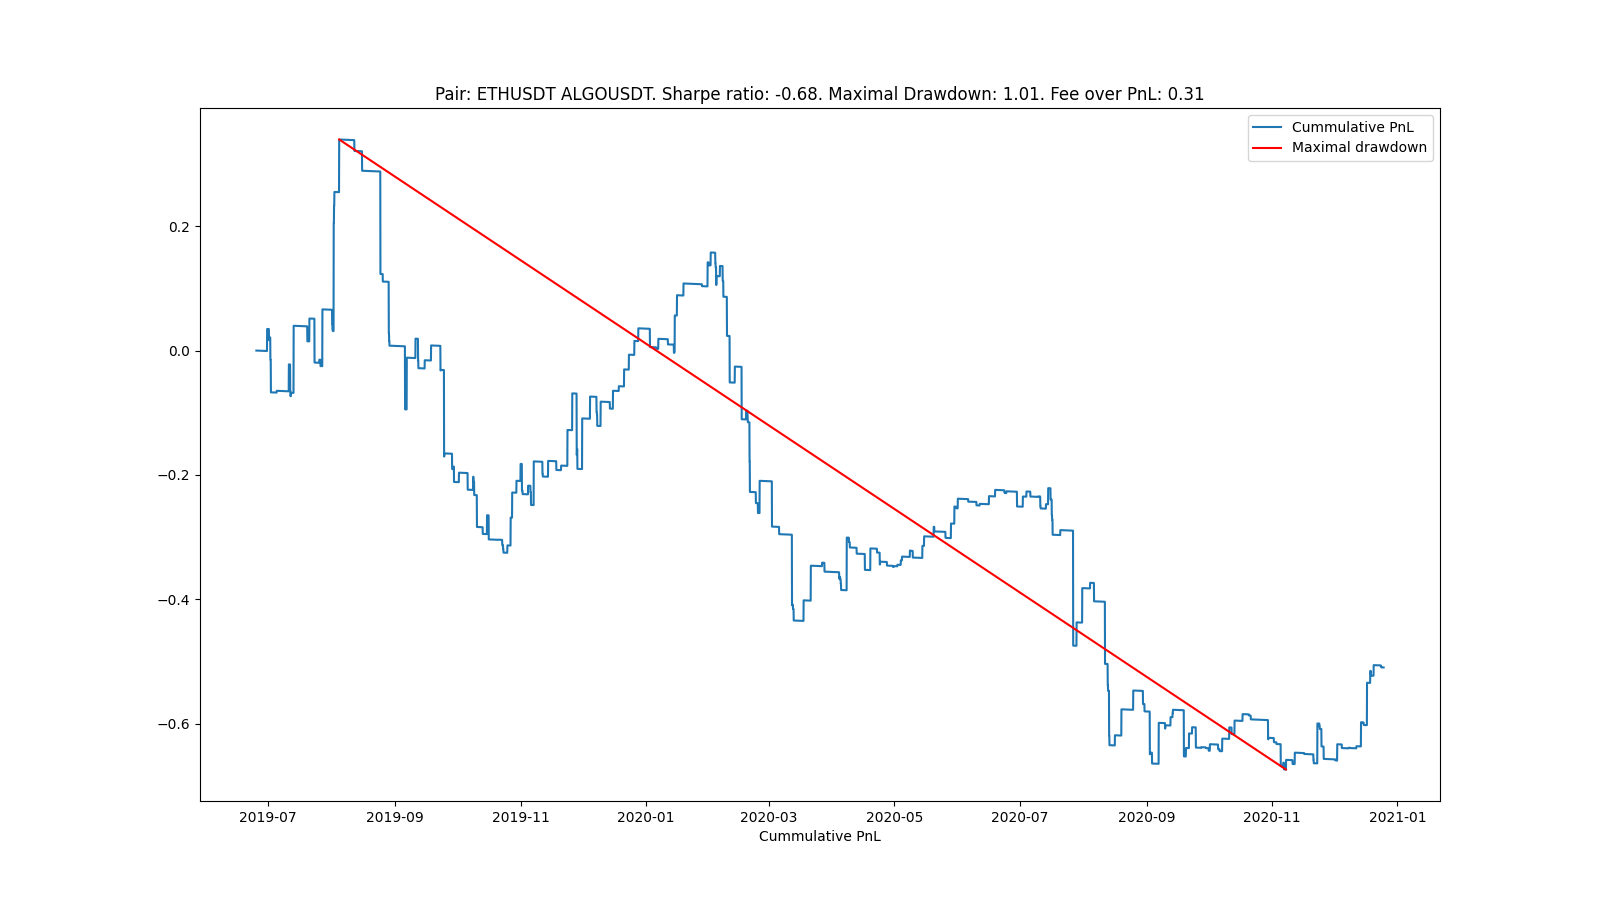 Pair: ETHUSDT ALGOUSDT. Sharpe ratio: -0.68. Maximal Drawdown: 1.01. Fee over PnL: 0.31
Cummulative PnL
Maximal drawdown
0.2
0.0
−0.2
−0.4
−0.6
2019-07 2019-09 2019-11 2020-01 2020-03 2020-05 2020-07 2020-09 2020-11 2021-01
Cummulative PnL